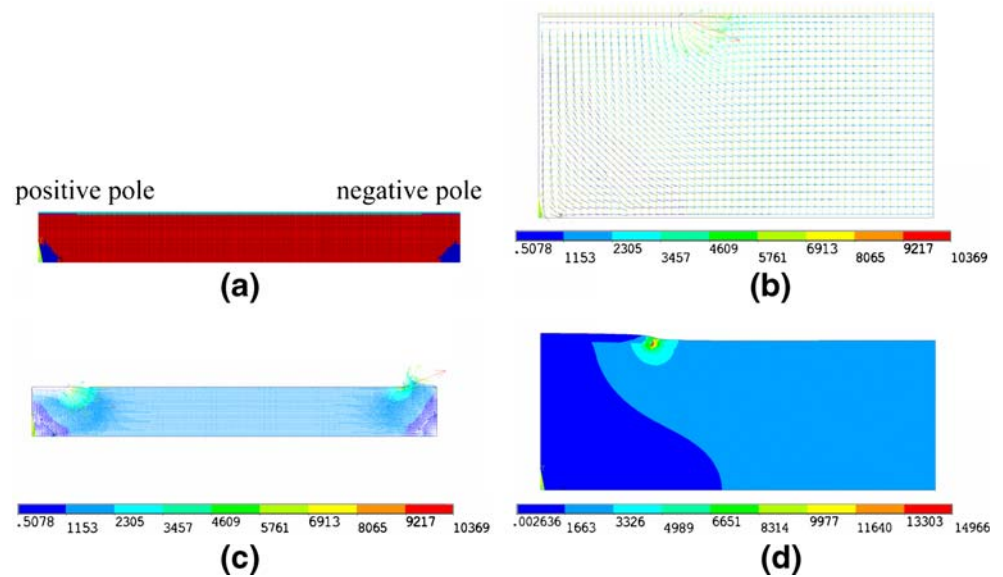 positive pole negative pole
(a)
.5078 1153 2305 3457 4609 5761 6913 8065 9217 10369
(b)
.5078 1153 2305 3457 4609 5761 6913 8065 9217 10369
(c)
.002636 1663 3326 4989 6651 8314 9977 11640 13303 14966
(d)